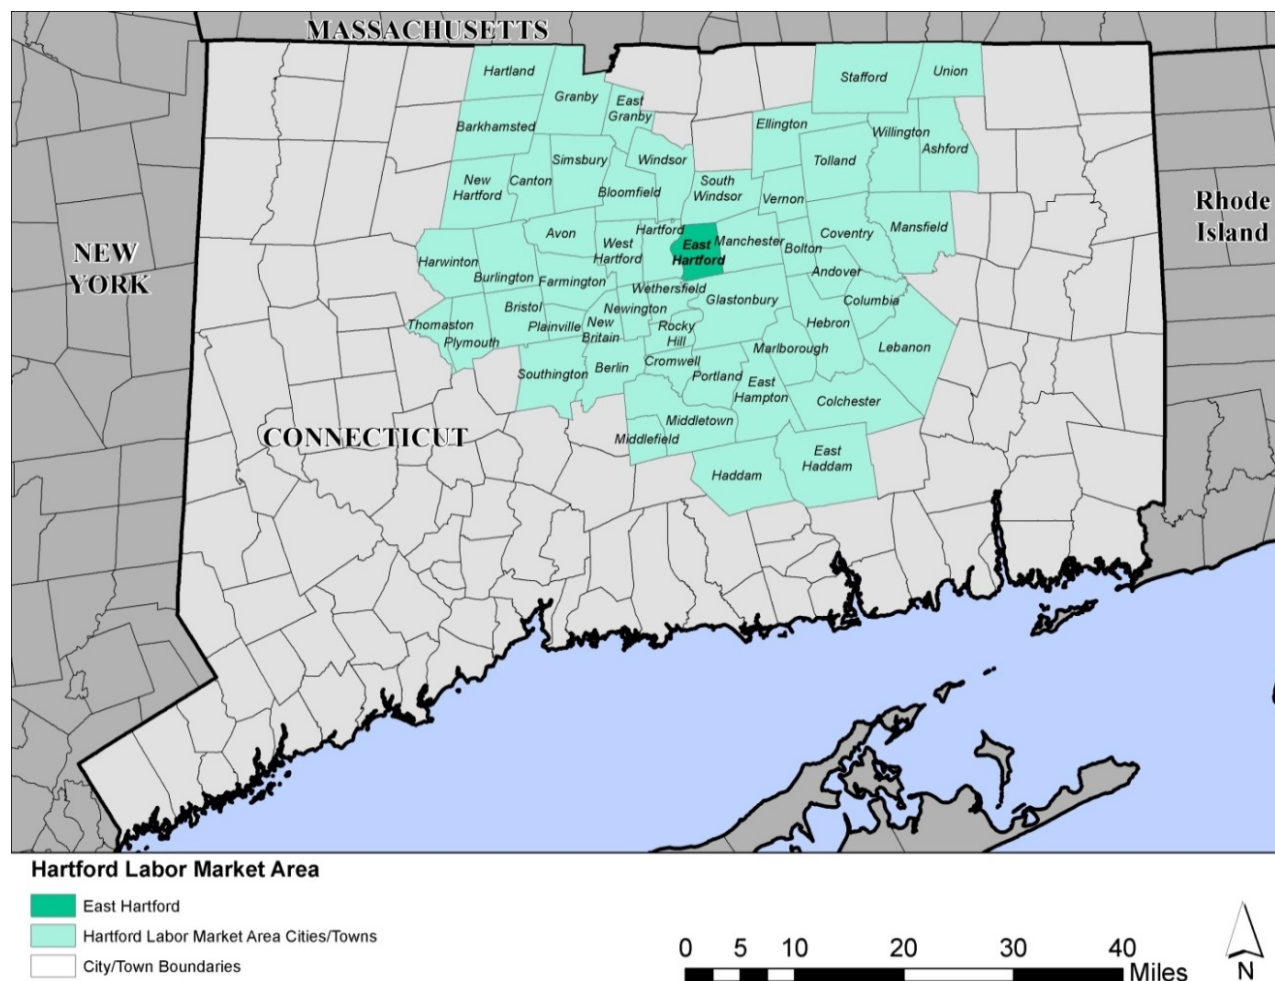 MASSACHUSETTS
Hartland
Granby
East
Granby
Stafford
Union
Barkhamsted
Ellington
Willington
Ashford
Simsbury
Windsor
Tolland
New
Hartford
Canton
Bloomfield
South
Windsor
Vernon
Rhode
Island
NEW
YORK
Avon
West
Hartford
Hartford
East
Hartford
Manchester
Bolton
Coventry
Mansfield
Harwinton
Burlington
Farmington
Andover
Wethersfield
Glastonbury
Columbia
Bristol
Newington
Thomaston
Plymouth
Plainville
New
Britain
Rocky
Hill
Hebron
Marlborough
Lebanon
Southington
Berlin
Cromwell
Portland
East
Hampton
Colchester
CONNECTICUT
Middletown
Middlefield
Haddam
East
Haddam
Hartford Labor Market Area
East Hartford
Hartford Labor Market Area Cities/Towns
City/Town Boundaries
0 5 10 20 30 40
Miles
N